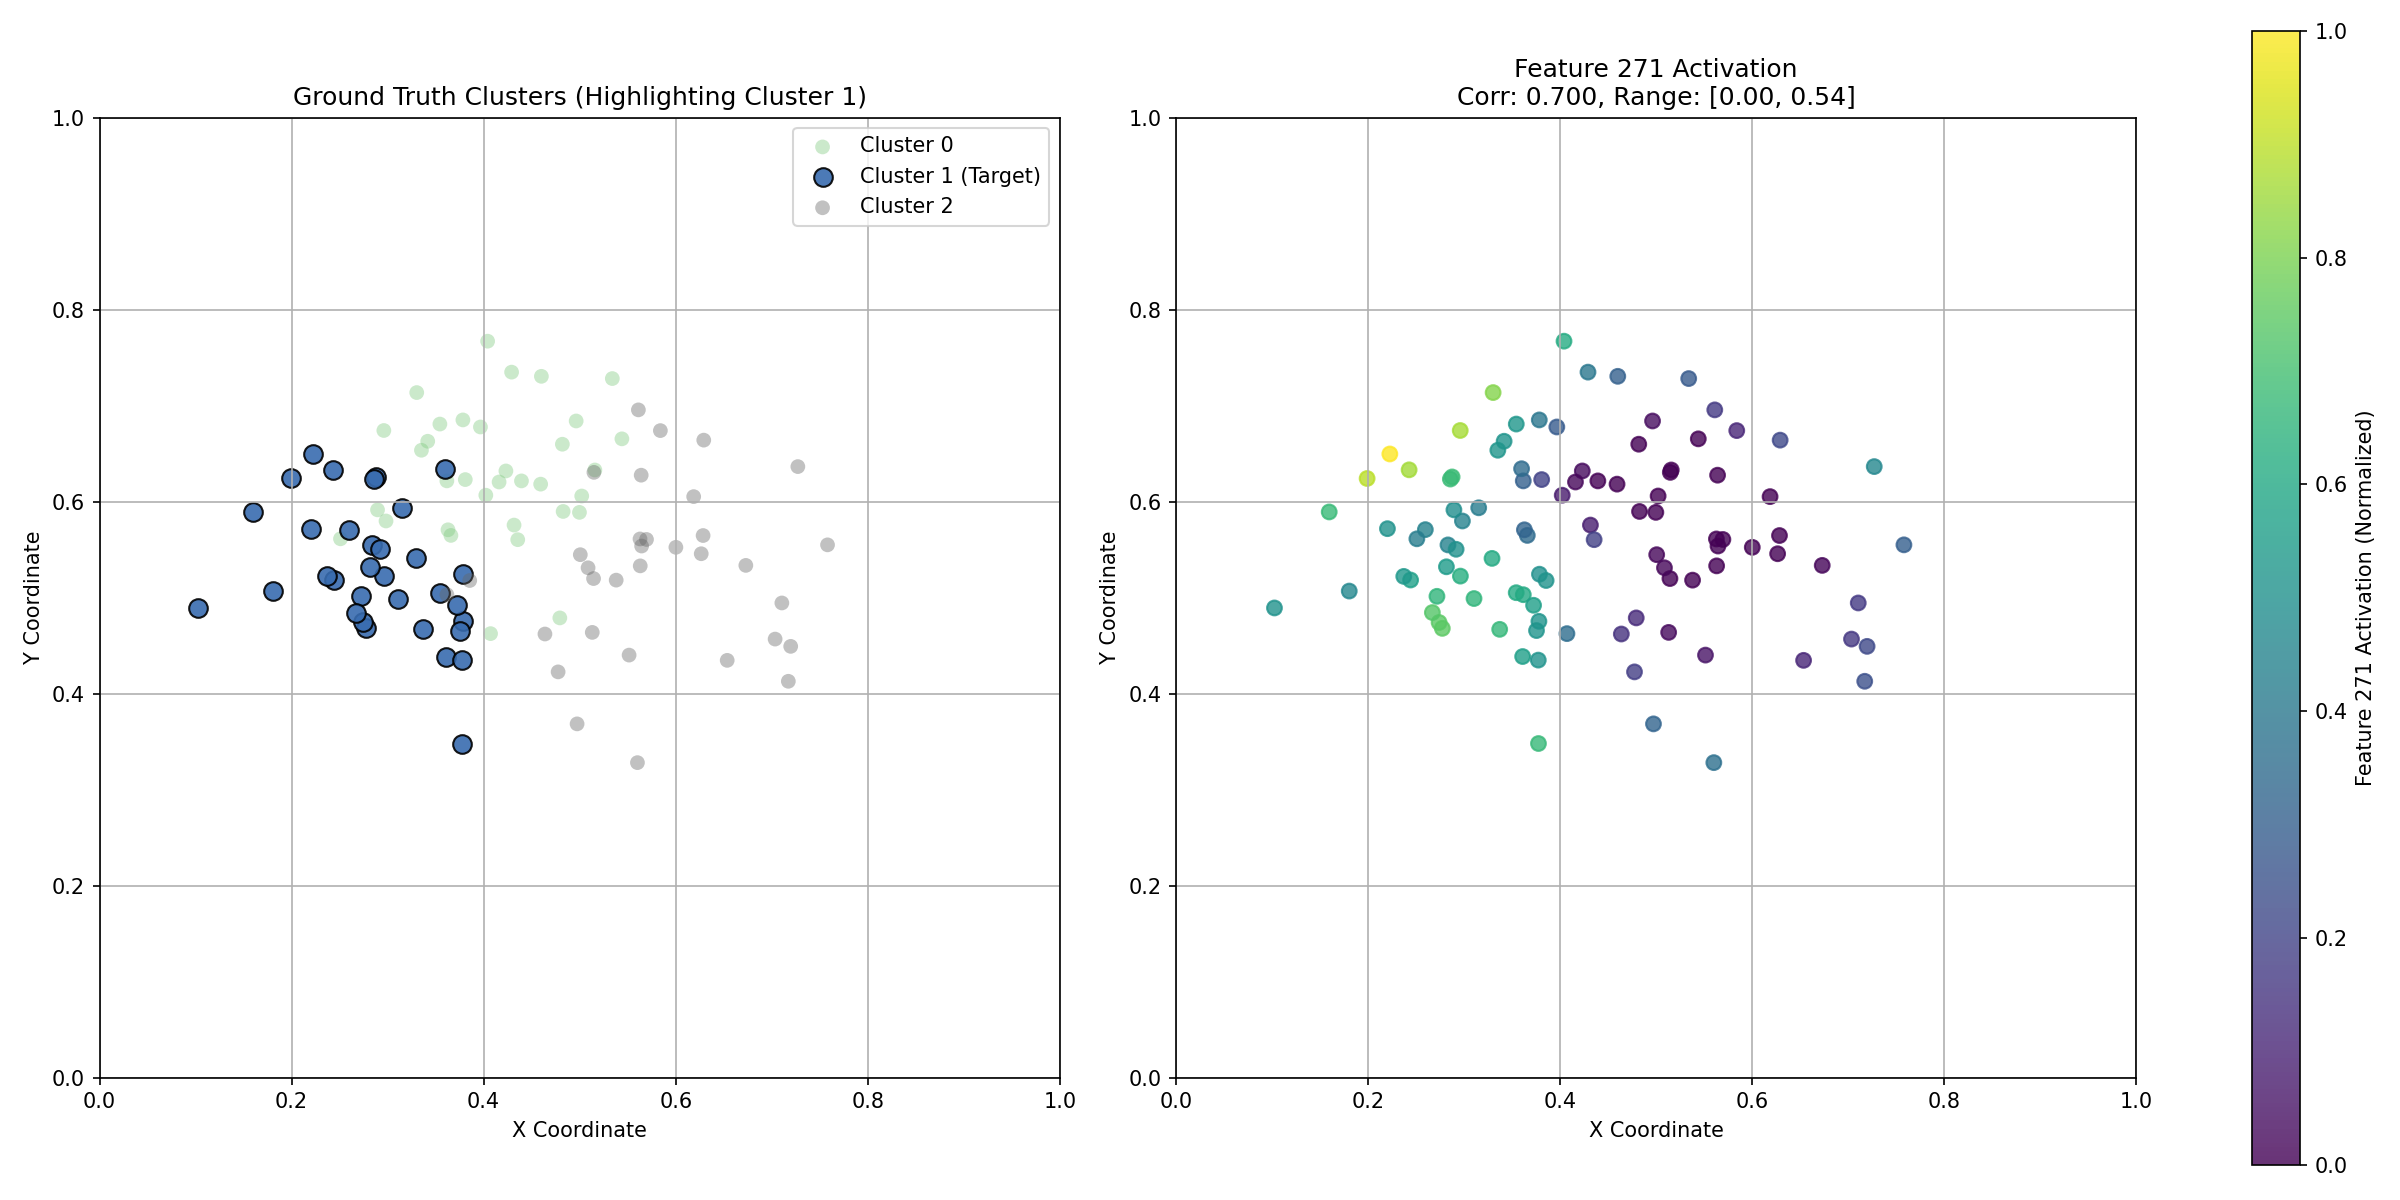 Ground Truth Clusters (Highlighting Cluster 1)
Cluster 0
Cluster 1 (Target)
Cluster 2
1.0
0.8
0.6
0.4
0.2
0.0
0.0
0.2
0.4
0.6
0.8
1.0
X Coordinate
Y Coordinate
Feature 271 Activation
Corr: 0.700, Range: [0.00, 0.54]
1.0
0.8
0.6
0.4
0.2
0.0
0.0
0.2
0.4
0.6
0.8
1.0
X Coordinate
Y Coordinate
1.0
0.8
0.6
0.4
0.2
0.0
Feature 271 Activation (Normalized)